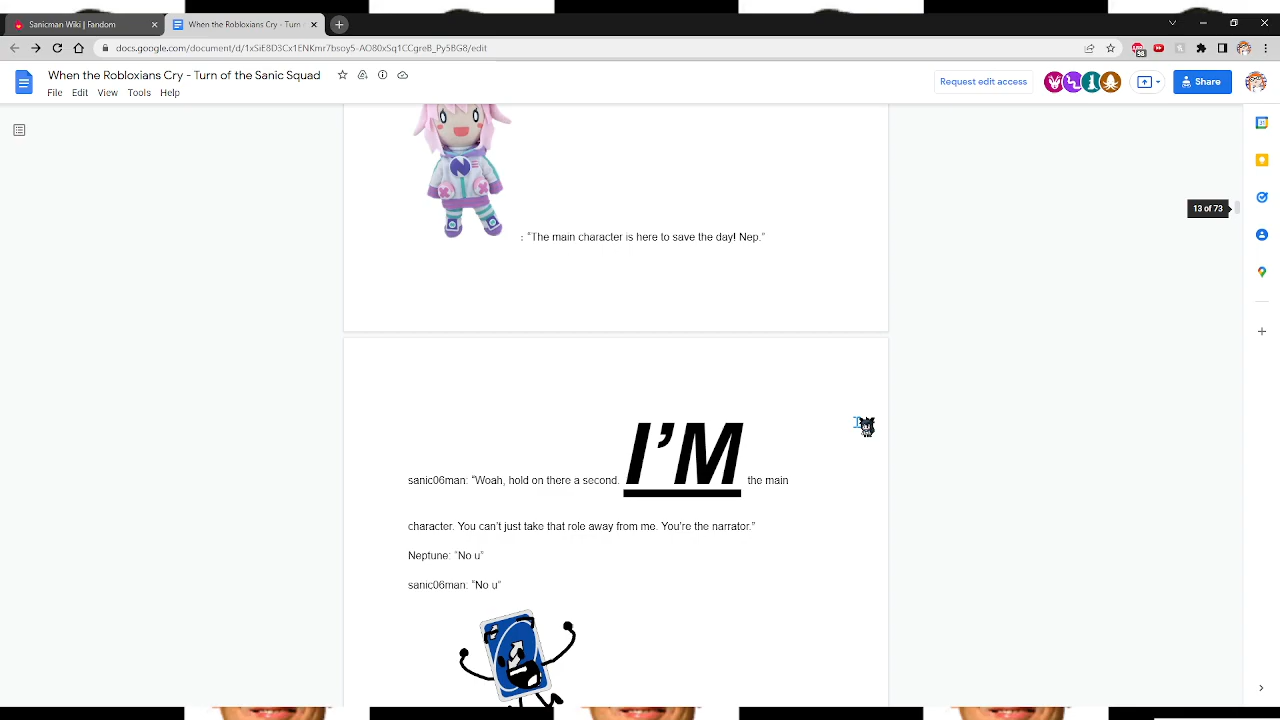 Sanicman Wiki | Fandom
When the Robloxians Cry - Turn
docs.google.com/document/d/1xSiE8D3Cx1ENKmr7bsoy5-AO80xSq1CCgreB_Py5BG8/edit
When the Robloxians Cry - Turn of the Sanic Squad
Request edit access
Share
File Edit View Tools Help
13 of 73
N
: “The main character is here to save the day! Nep.”
sanic06man: “Woah, hold on there a second. I’M the main
character. You can’t just take that role away from me. You’re the narrator.”
Neptune: “No u”
sanic06man: “No u”